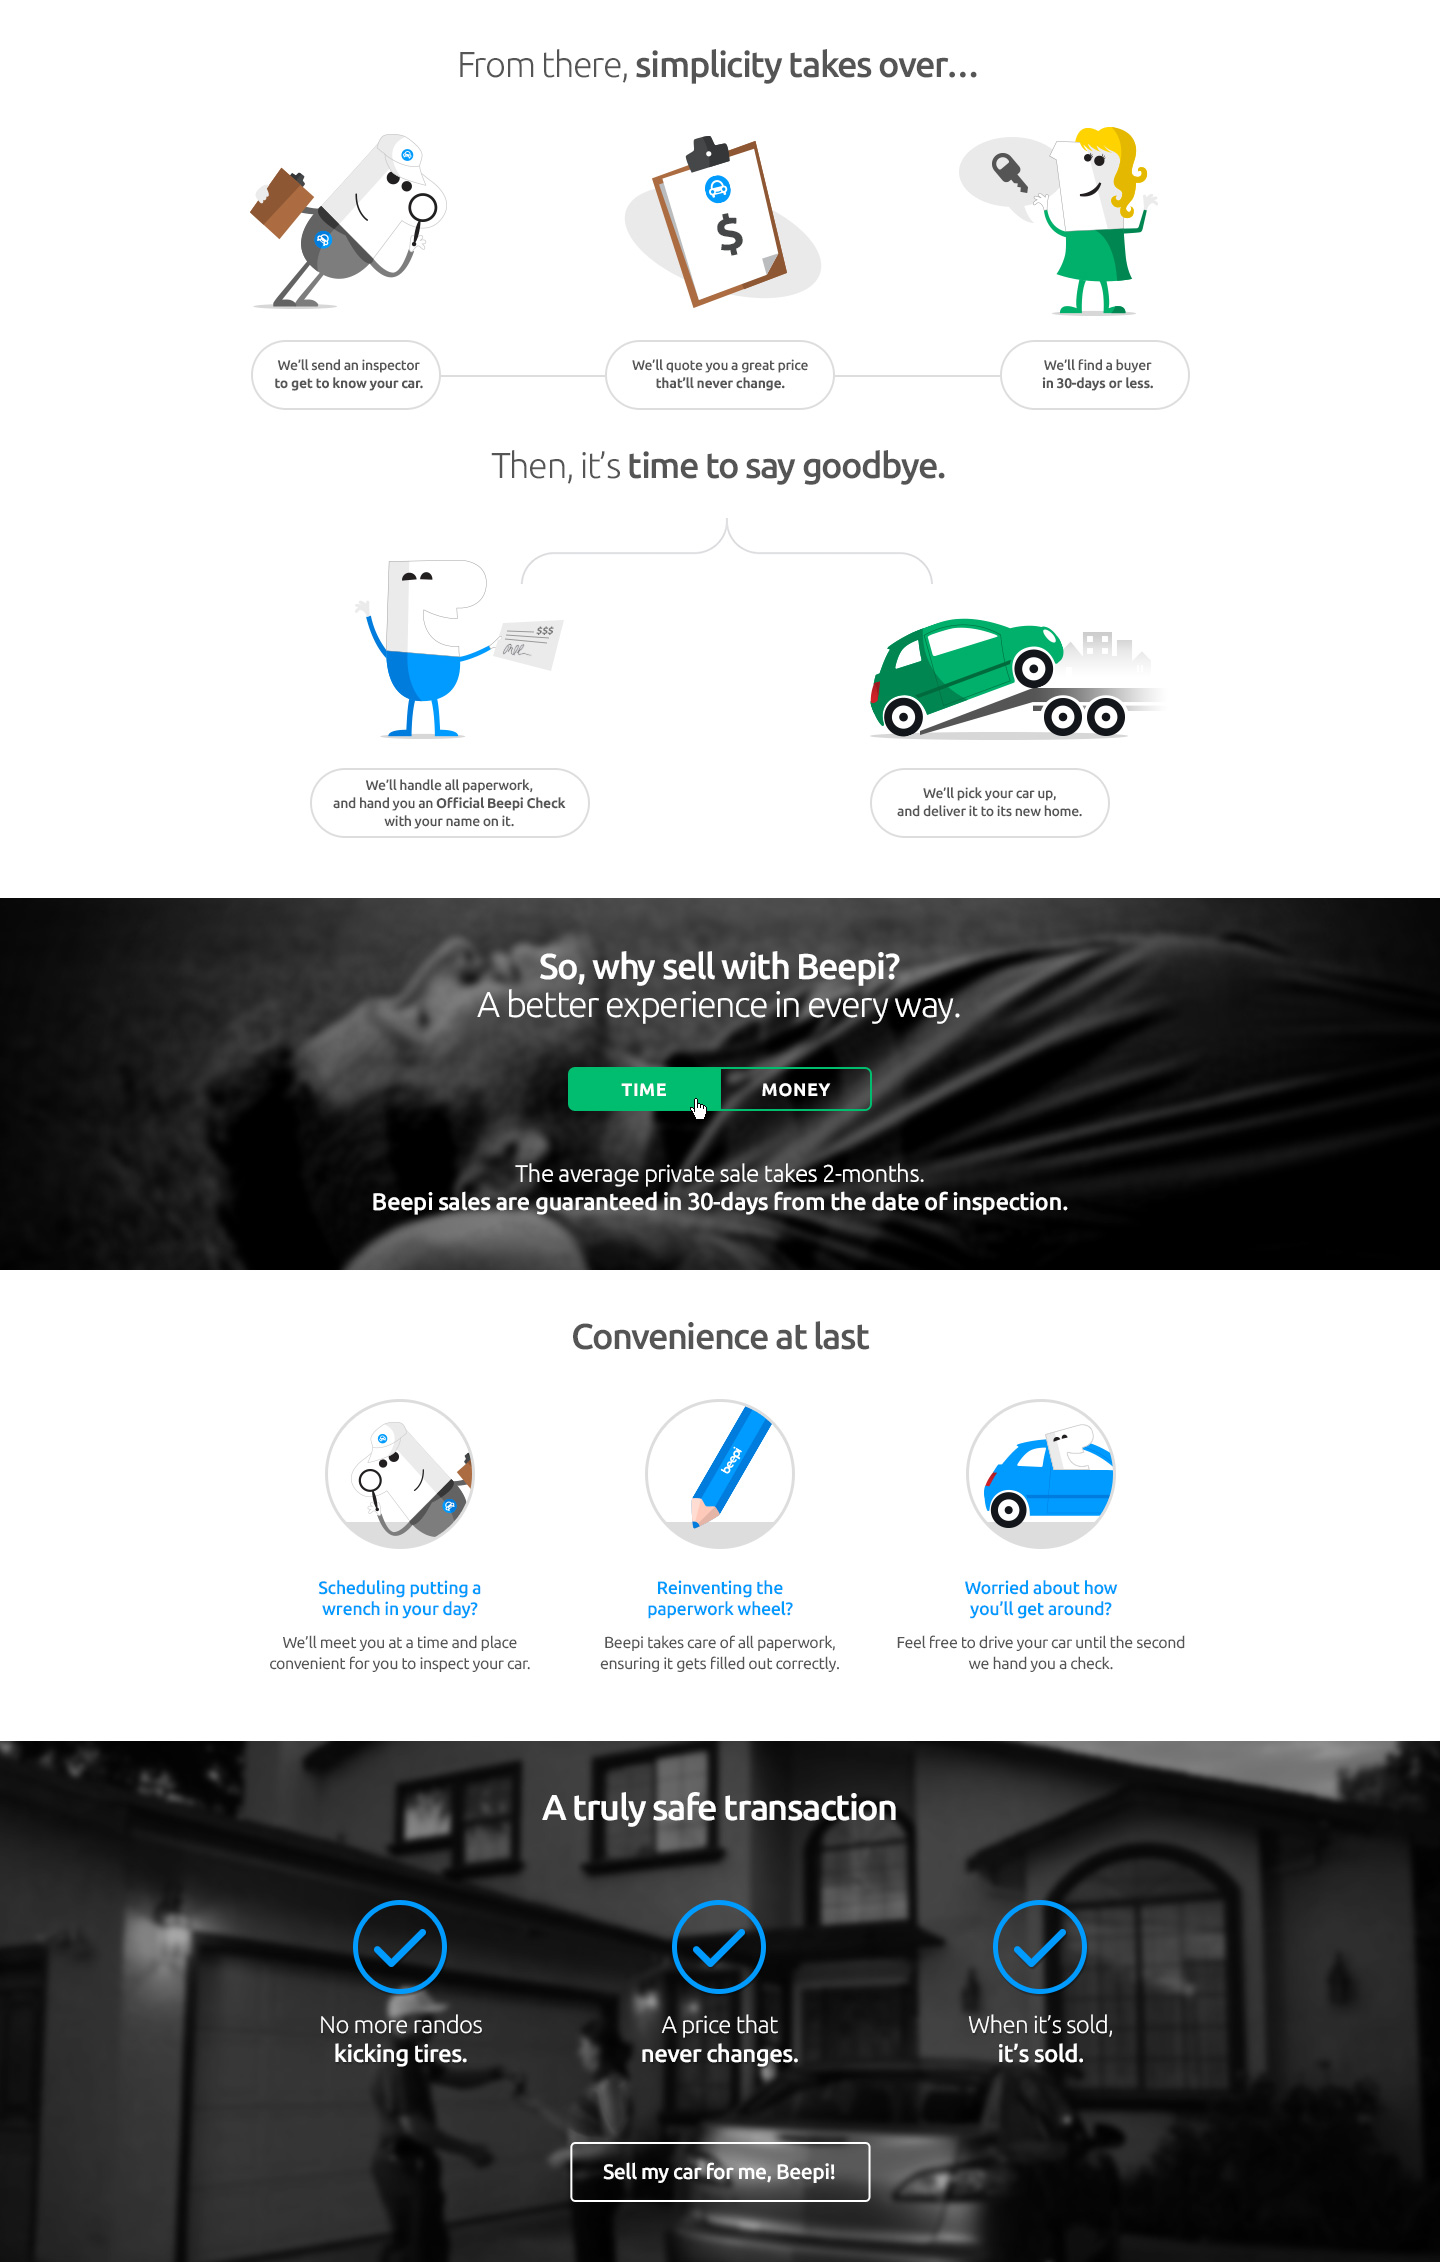 From there, simplicity takes over...
$
We'll send an inspector
to get to know your car.
We'll quote you a great price
that'll never change.
We'll find a buyer
in 30-days or less.
Then, it's time to say goodbye.
$$$
We'll handle all paperwork,
and hand you an Official Beepi Check
with your name on it.
We'll pick your car up,
and deliver it to its new home.
So, why sell with Beepi?
A better experience in every way.
TIME
MONEY
The average private sale takes 2-months.
Beepi sales are guaranteed in 30-days from the date of inspection.
Convenience at last
beepi
Scheduling putting a
wrench in your day?
We'll meet you at a time and place
convenient for you to inspect your car.
Reinventing the
paperwork wheel?
Beepi takes care of all paperwork,
ensuring it gets filled out correctly.
Worried about how
you'll get around?
Feel free to drive your car until the second
we hand you a check.
A truly safe transaction
No more randos
kicking tires.
A price that
never changes.
When it's sold,
it's sold.
Sell my car for me, Beepi!